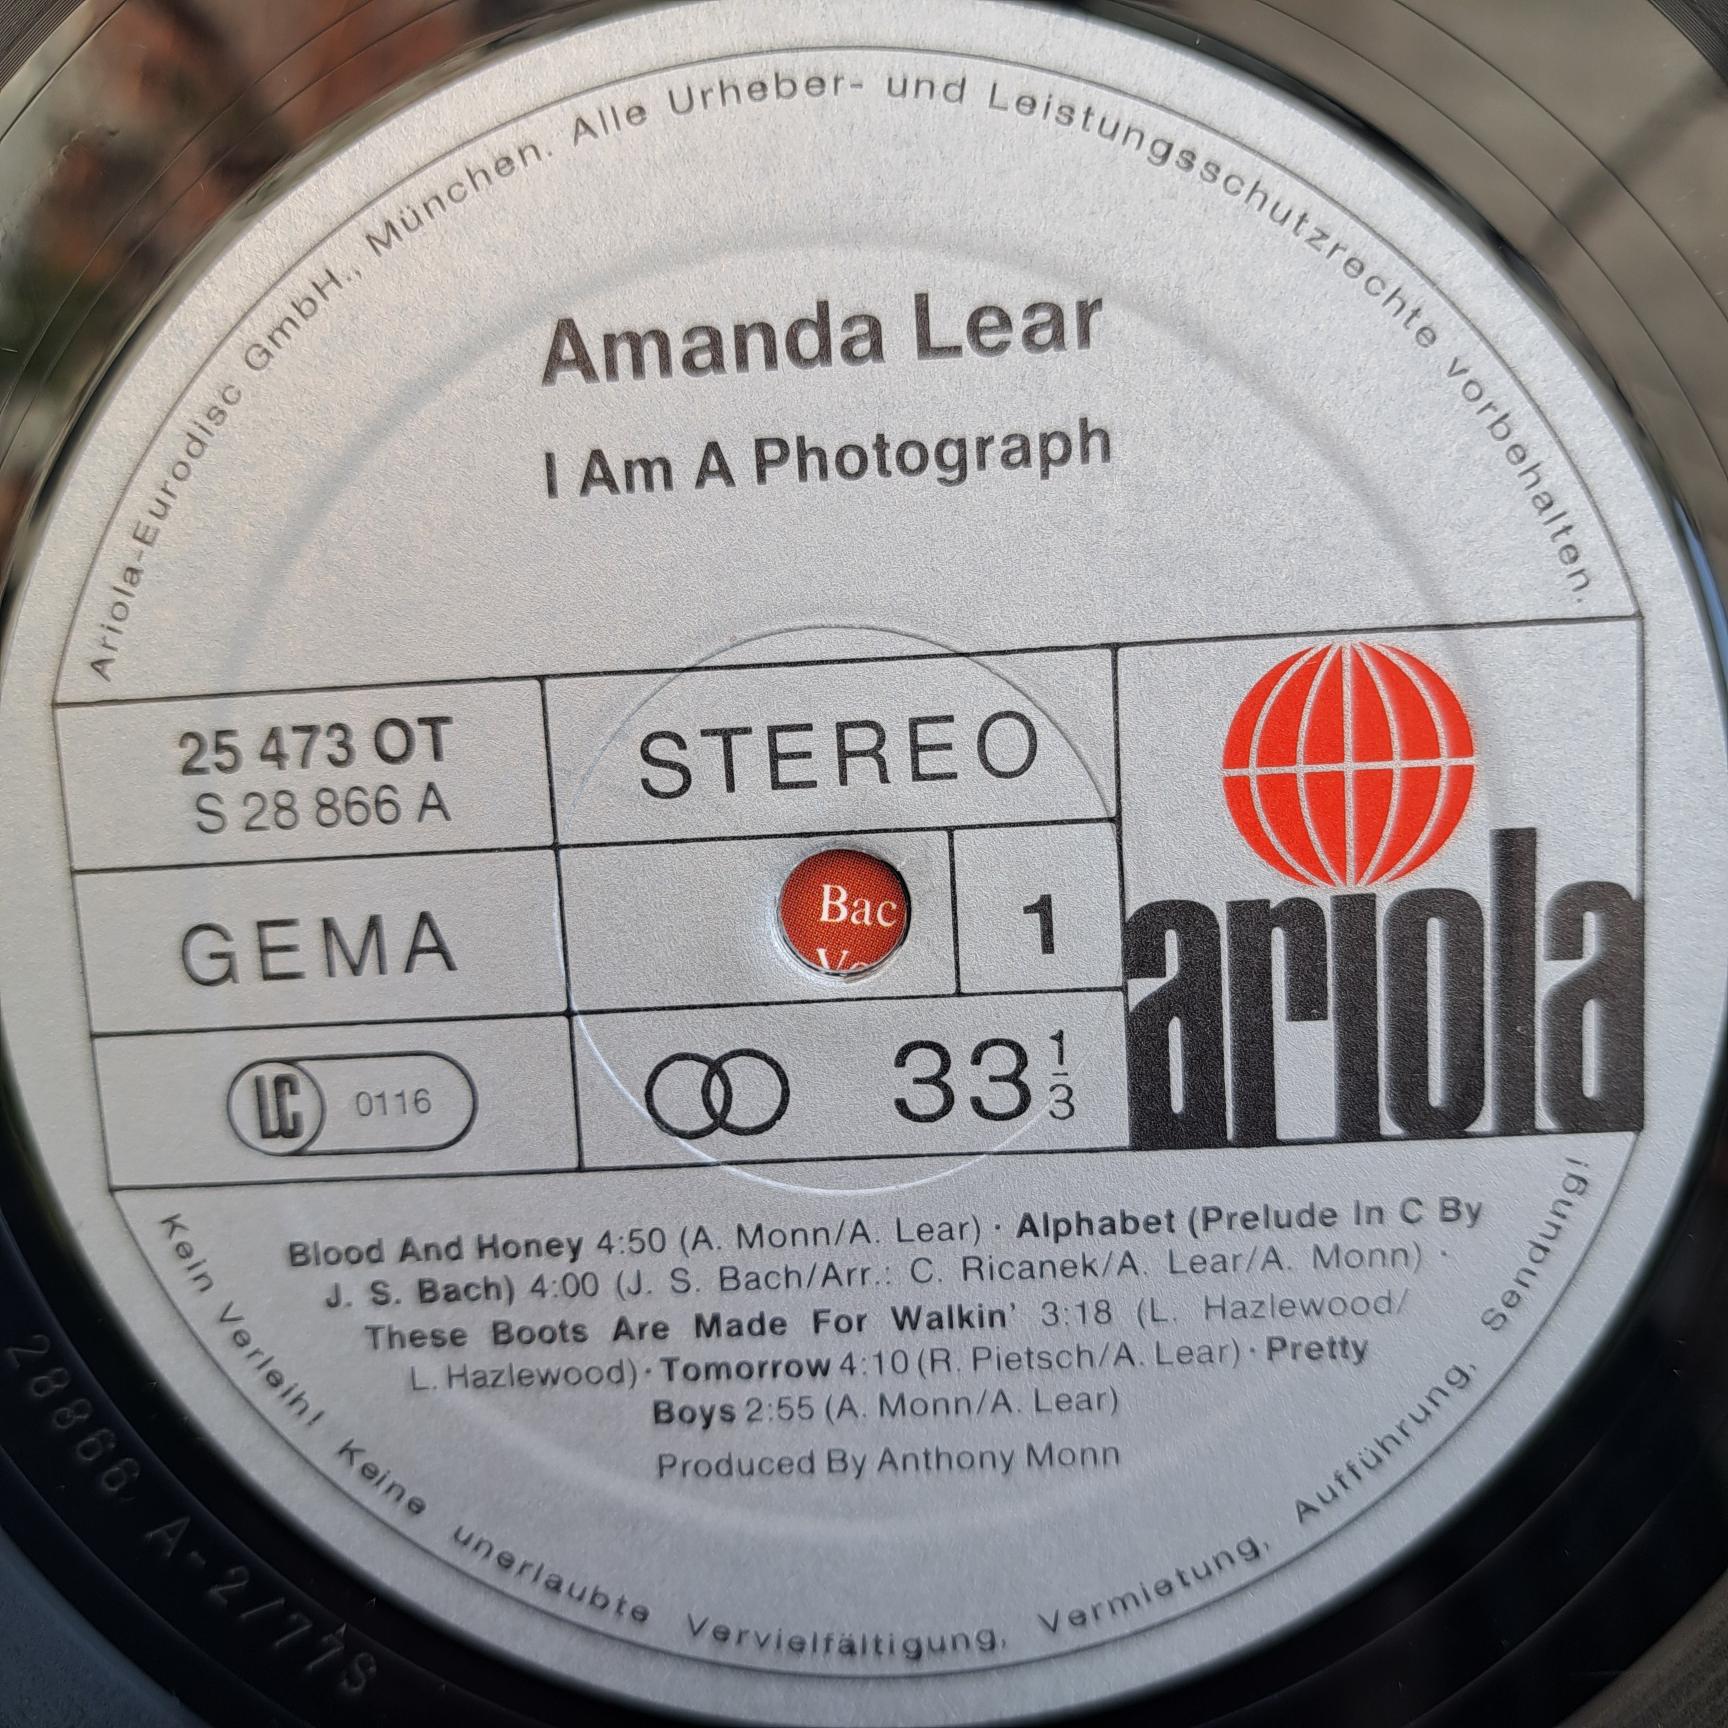 Ariola-Eurodisc GmbH., München. Alle Urheber- und Leistungsschutzrechte vorbehalten.
Amanda Lear
I Am A Photograph
25 473 OT
S 28 866 A
STEREO
GEMA
Bac
1
ariola
LC 0116
33 1/3
Blood And Honey 4:50 (A. Monn/A. Lear) · Alphabet (Prelude In C By
J. S. Bach) 4:00 (J. S. Bach/Arr.: C. Ricanek/A. Lear/A. Monn) ·
These Boots Are Made For Walkin' 3:18 (L. Hazlewood/
L. Hazlewood) · Tomorrow 4:10 (R. Pietsch/A. Lear) · Pretty
Boys 2:55 (A. Monn/A. Lear)
Produced By Anthony Monn
Kein Verleih! Keine unerlaubte Vervielfältigung, Vermietung, Aufführung, Sendung!
28866 A-2/77S